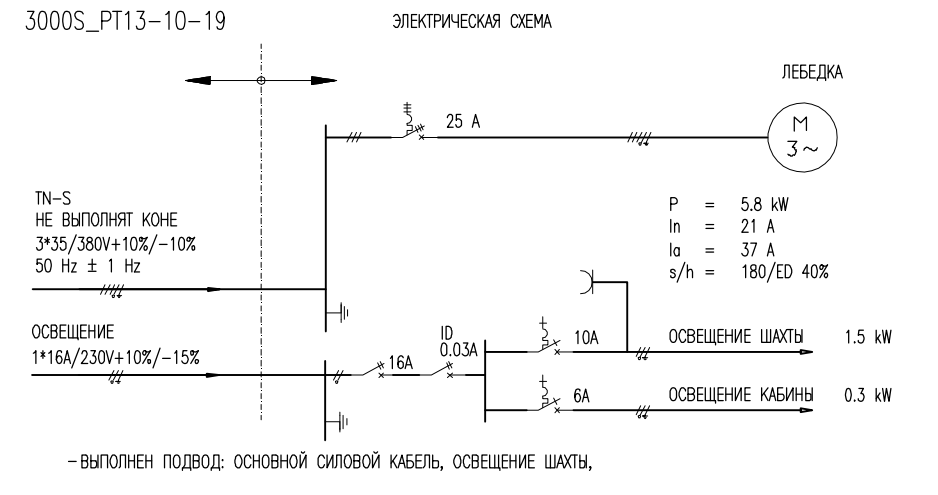 3000S_PT13-10-19
ЭЛЕКТРИЧЕСКАЯ СХЕМА
ЛЕБЕДКА
25 A
M
3~
TN-S
НЕ ВЫПОЛНЯТ КОНЕ
3*35/380V+10%/-10%
50 Hz ± 1 Hz
P = 5.8 kW
In = 21 A
Ia = 37 A
s/h = 180/ED 40%
ОСВЕЩЕНИЕ
1*16A/230V+10%/-15%
16A
ID
0.03A
10A
ОСВЕЩЕНИЕ ШАХТЫ 1.5 kW
6A
ОСВЕЩЕНИЕ КАБИНЫ 0.3 kW
-ВЫПОЛНЕН ПОДВОД: ОСНОВНОЙ СИЛОВОЙ КАБЕЛЬ, ОСВЕЩЕНИЕ ШАХТЫ,